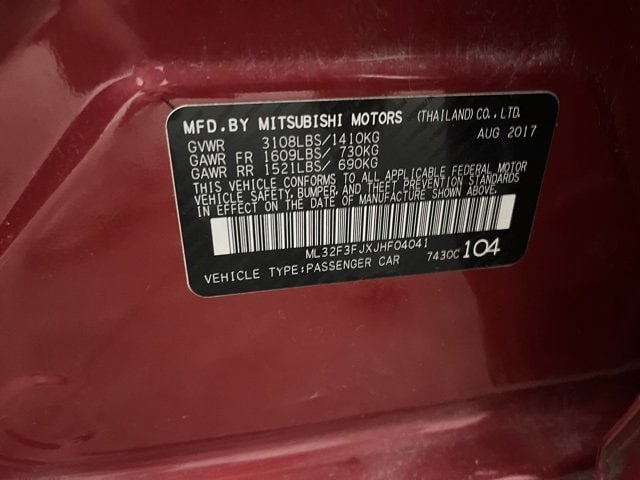 MFD.BY MITSUBISHI MOTORS (THAILAND) CO.,LTD.
AUG 2017
GVWR 3108LBS/1410KG
GAWR FR 1609LBS/ 730KG
GAWR RR 1521LBS/ 690KG
THIS VEHICLE CONFORMS TO ALL APPLICABLE FEDERAL MOTOR
VEHICLE SAFETY, BUMPER, AND THEFT PREVENTION STANDARDS
IN EFFECT ON THE DATE OF MANUFACTURE SHOWN ABOVE.
ML32F3FJXJHF04041
VEHICLE TYPE:PASSENGER CAR 7430C 104